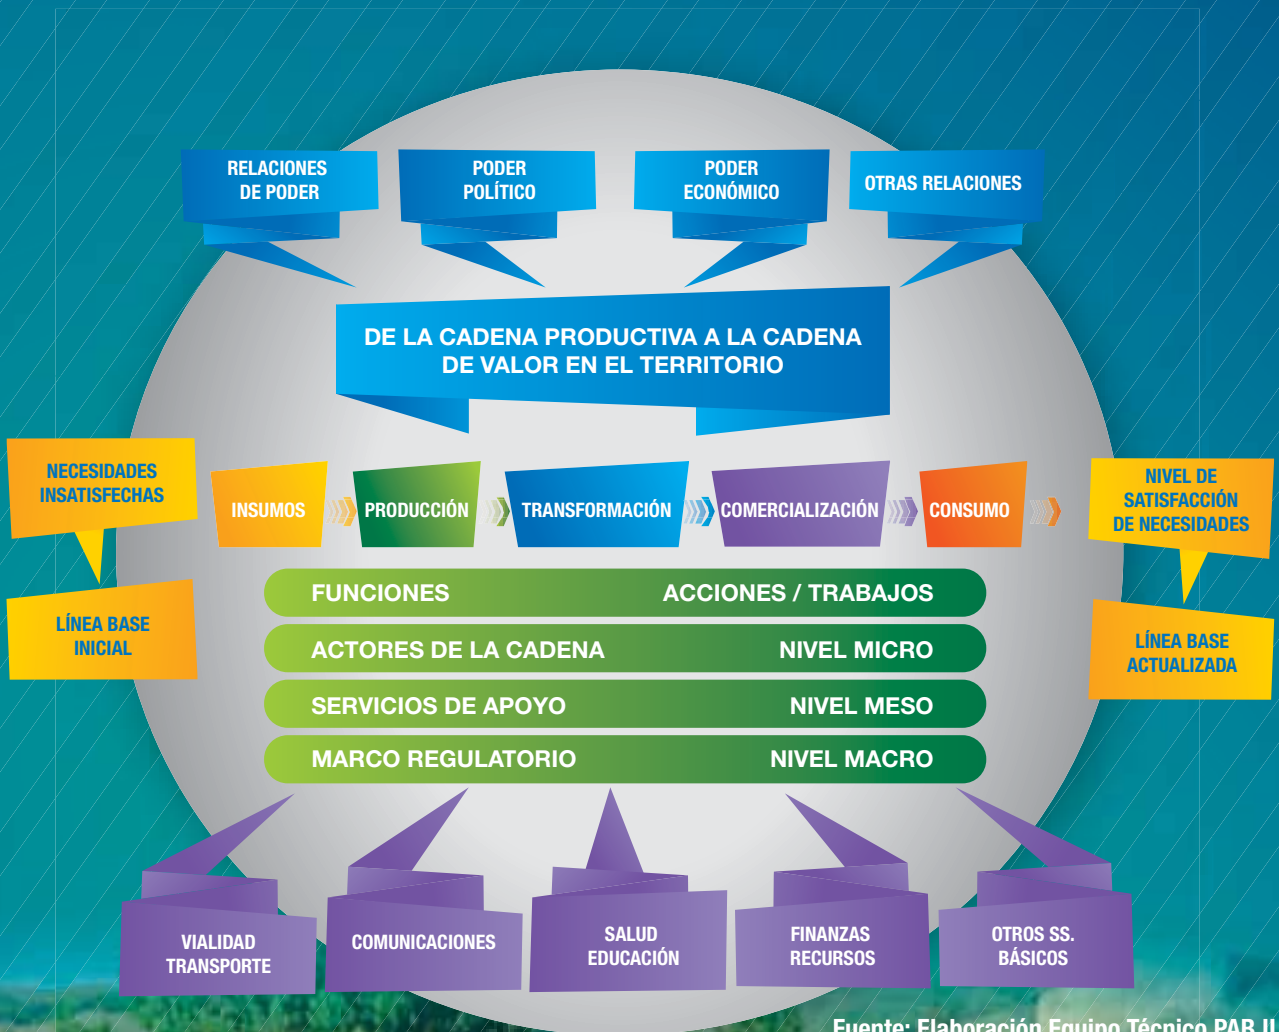 RELACIONES
DE PODER
PODER
POLÍTICO
PODER
ECONÓMICO
OTRAS RELACIONES
DE LA CADENA PRODUCTIVA A LA CADENA
DE VALOR EN EL TERRITORIO
NECESIDADES
INSATISFECHAS
LÍNEA BASE
INICIAL
INSUMOS
PRODUCCIÓN
TRANSFORMACIÓN
COMERCIALIZACIÓN
CONSUMO
NIVEL DE
SATISFACCIÓN
DE NECESIDADES
LÍNEA BASE
ACTUALIZADA
FUNCIONES ACCIONES / TRABAJOS
ACTORES DE LA CADENA NIVEL MICRO
SERVICIOS DE APOYO NIVEL MESO
MARCO REGULATORIO NIVEL MACRO
VIALIDAD
TRANSPORTE
COMUNICACIONES
SALUD
EDUCACIÓN
FINANZAS
RECURSOS
OTROS SS.
BÁSICOS
Fuente: Elaboración Equipo Técnico PAB II